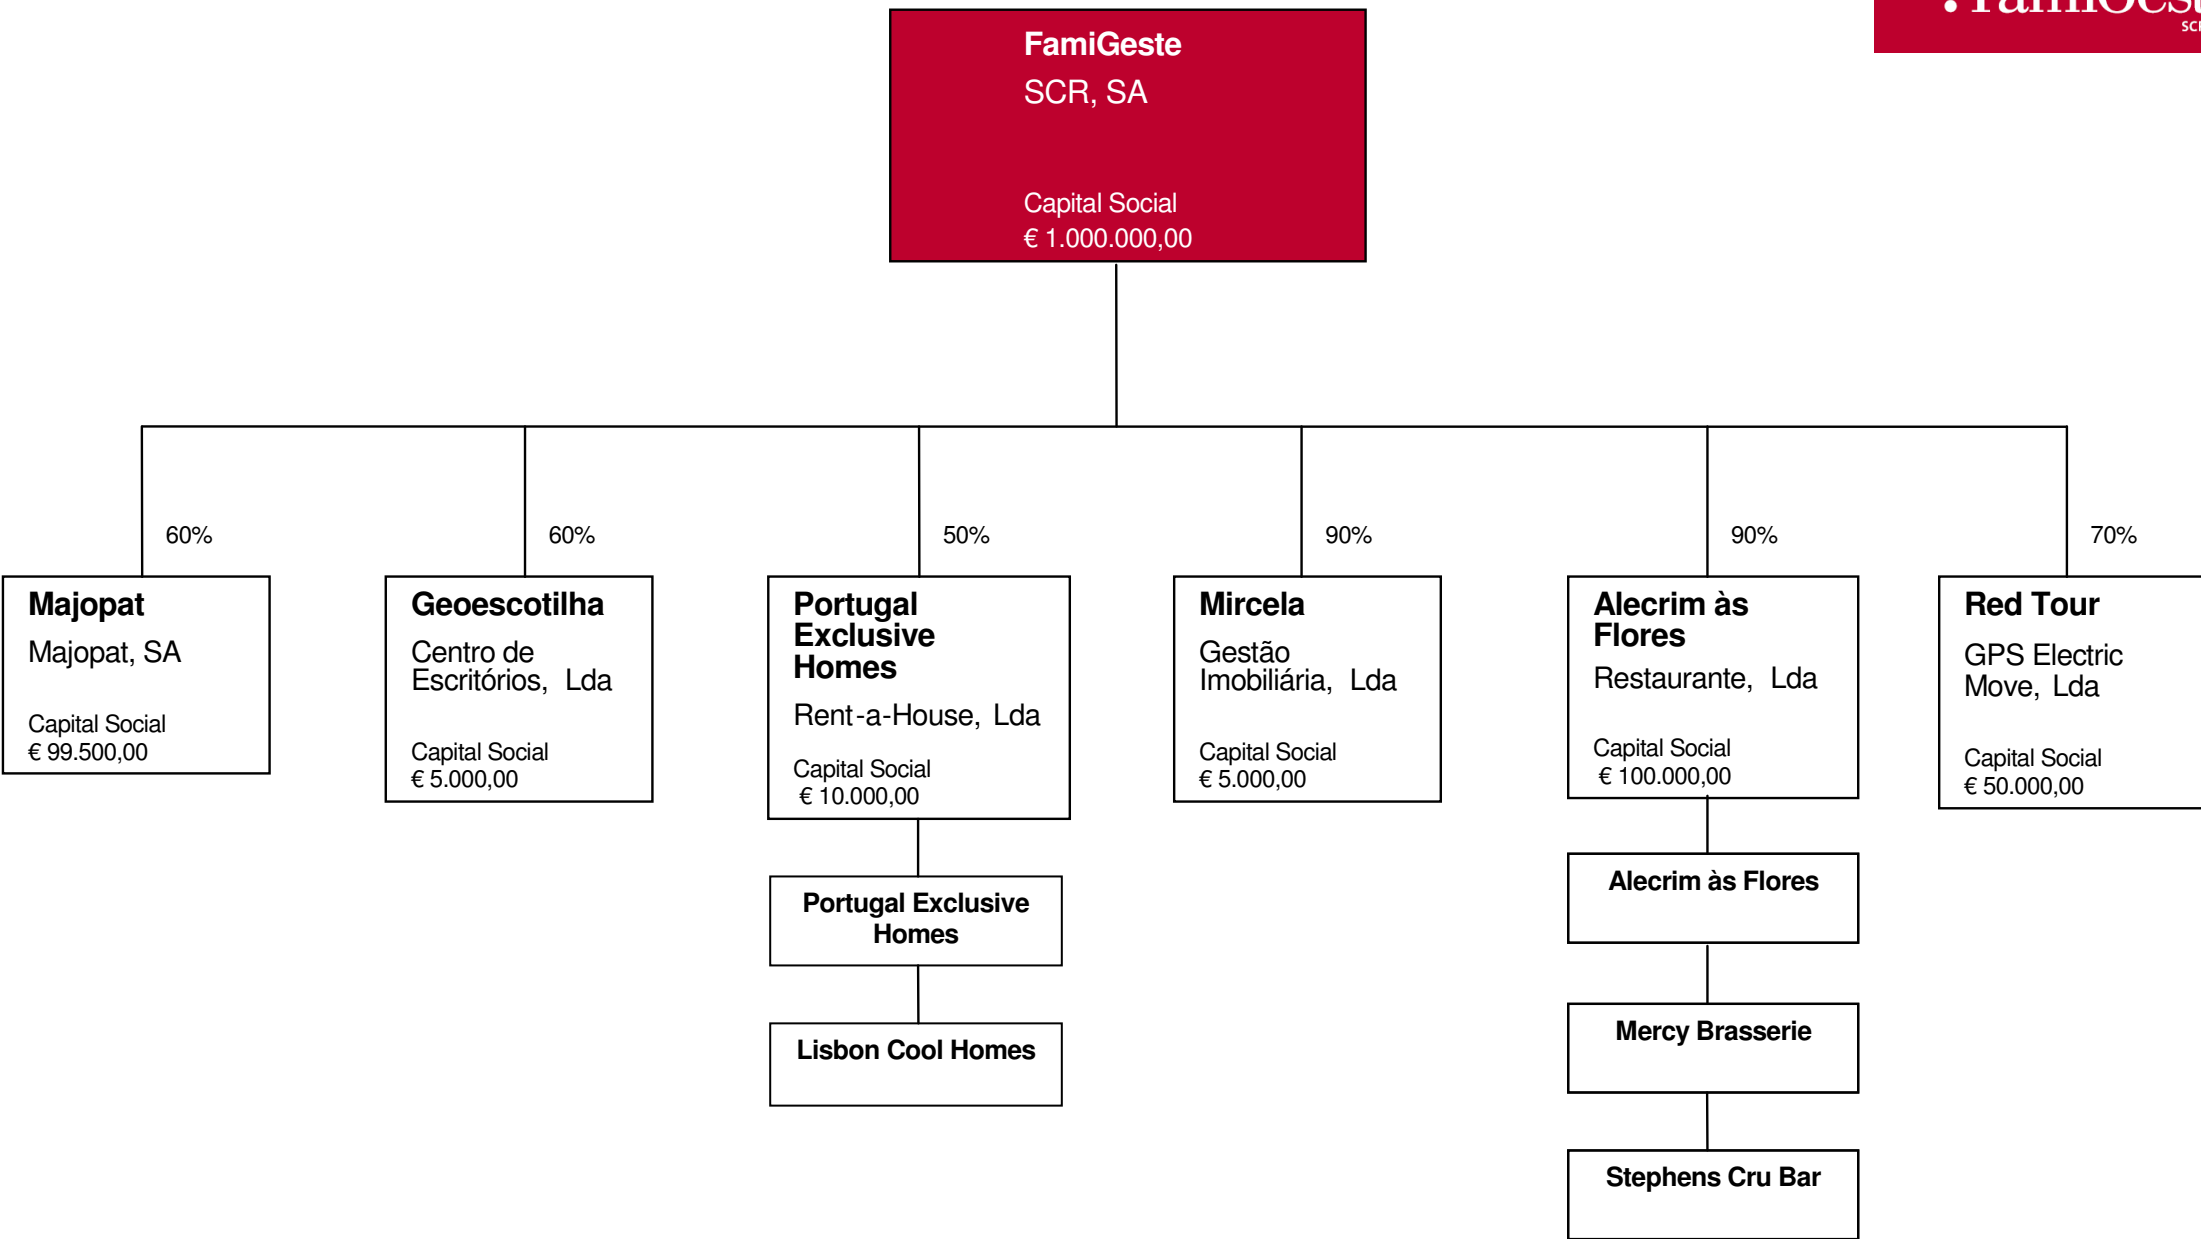 FamiGeste
SCR, SA
Capital Social
€ 1.000.000,00
60%
60%
50%
90%
90%
70%
Majopat
Majopat, SA
Capital Social
€ 99.500,00
Geoescotilha
Centro de
Escritórios, Lda
Capital Social
€ 5.000,00
Portugal
Exclusive
Homes
Rent-a-House, Lda
Capital Social
€ 10.000,00
Mircela
Gestão
Imobiliária, Lda
Capital Social
€ 5.000,00
Alecrim às
Flores
Restaurante, Lda
Capital Social
€ 100.000,00
Red Tour
GPS Electric
Move, Lda
Capital Social
€ 50.000,00
Portugal Exclusive
Homes
Lisbon Cool Homes
Alecrim às Flores
Mercy Brasserie
Stephens Cru Bar